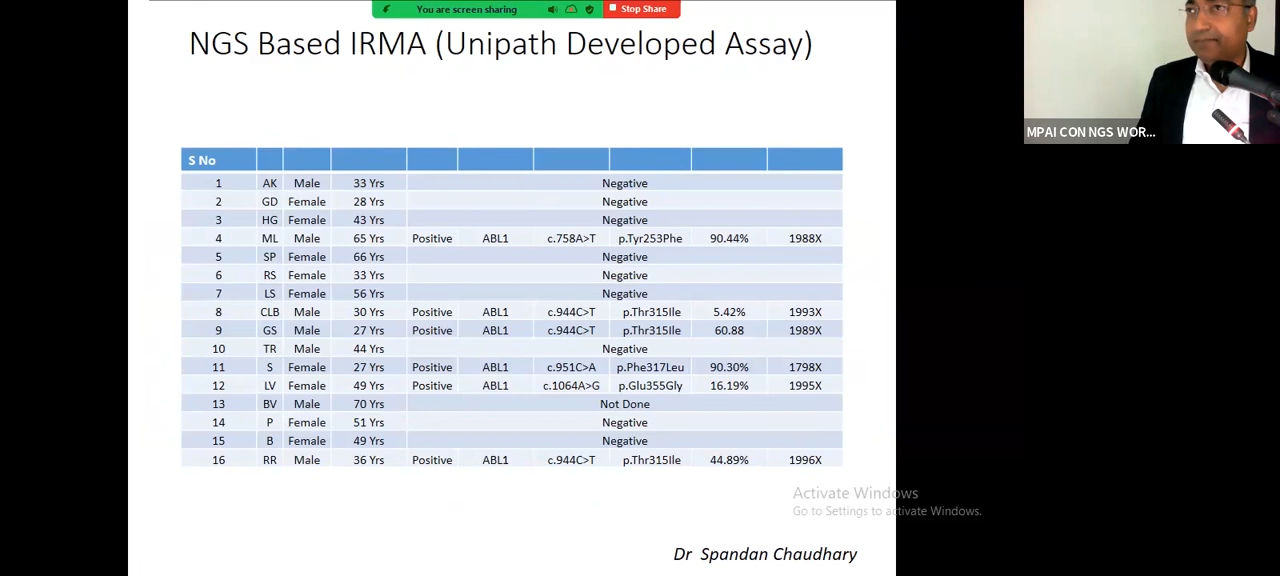 You are screen sharing Stop Share
NGS Based IRMA (Unipath Developed Assay)
MPAI CON NGS WOR...
S No
1 AK Male 33 Yrs Negative
2 GD Female 28 Yrs Negative
3 HG Female 43 Yrs Negative
4 ML Male 65 Yrs Positive ABL1 c.758A>T p.Tyr253Phe 90.44% 1988X
5 SP Female 66 Yrs Negative
6 RS Female 33 Yrs Negative
7 LS Female 56 Yrs Negative
8 CLB Male 30 Yrs Positive ABL1 c.944C>T p.Thr315Ile 5.42% 1993X
9 GS Male 27 Yrs Positive ABL1 c.944C>T p.Thr315Ile 60.88 1989X
10 TR Male 44 Yrs Negative
11 S Female 27 Yrs Positive ABL1 c.951C>A p.Phe317Leu 90.30% 1798X
12 LV Female 49 Yrs Positive ABL1 c.1064A>G p.Glu355Gly 16.19% 1995X
13 BV Male 70 Yrs Not Done
14 P Female 51 Yrs Negative
15 B Female 49 Yrs Negative
16 RR Male 36 Yrs Positive ABL1 c.944C>T p.Thr315Ile 44.89% 1996X
Activate Windows
Go to Settings to activate Windows.
Dr Spandan Chaudhary